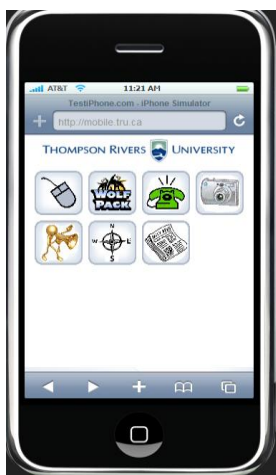 AT&T 11:21 AM
TestiPhone.com - iPhone Simulator
http://mobile.tru.ca
THOMPSON RIVERS UNIVERSITY
WOLF
PACK
N
W E
S